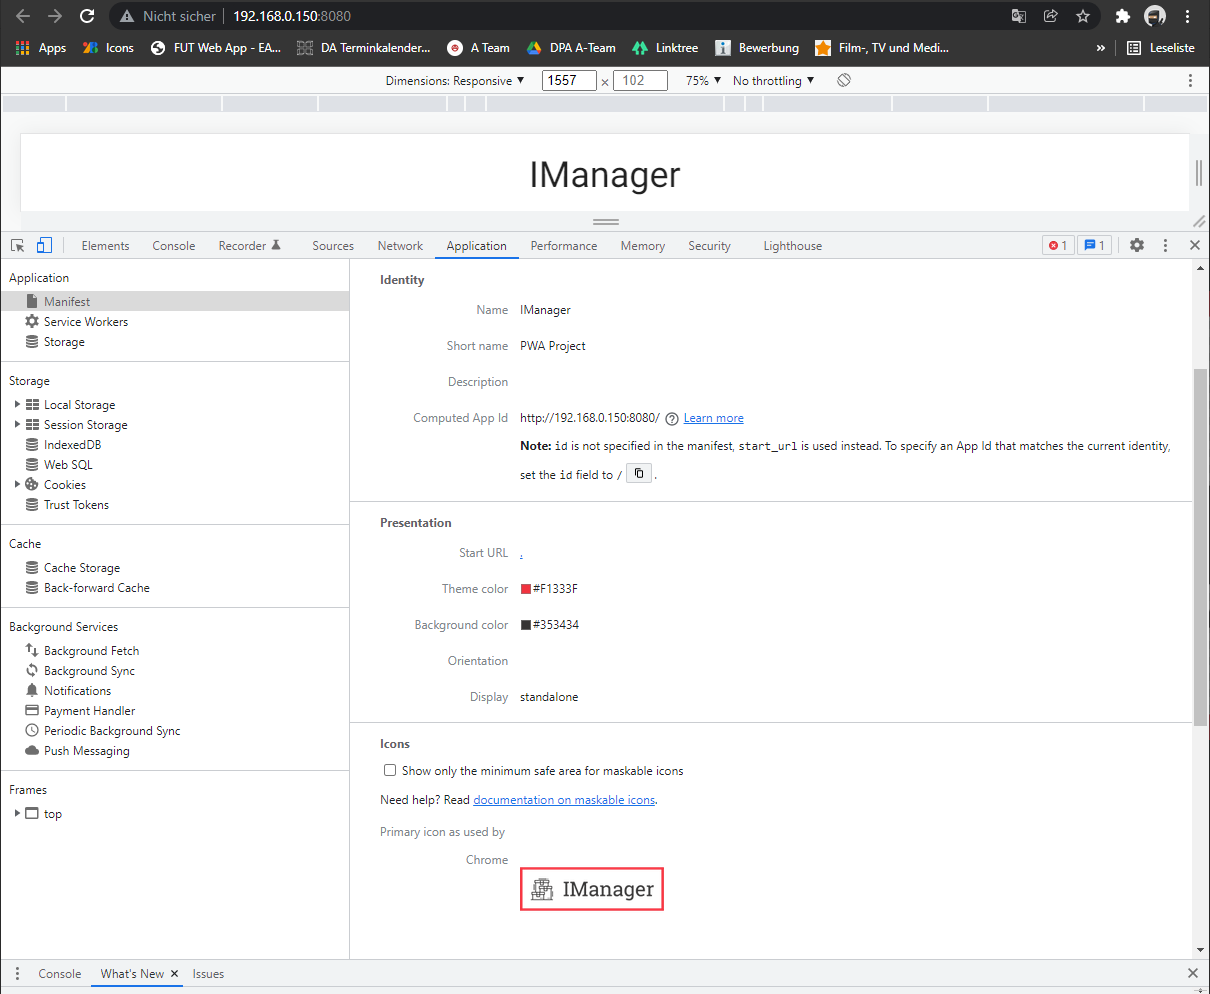 Nicht sicher 192.168.0.150:8080
Apps Icons FUT Web App - EA... DA Terminkalender... A Team DPA A-Team Linktree Bewerbung Film-, TV und Medi... » Leseliste
Dimensions: Responsive ▼ 1557 × 102 75% ▼ No throttling ▼
IManager
Elements Console Recorder Sources Network Application Performance Memory Security Lighthouse 1 1
Application
Manifest
Service Workers
Storage
Storage
Local Storage
Session Storage
IndexedDB
Web SQL
Cookies
Trust Tokens
Cache
Cache Storage
Back-forward Cache
Background Services
Background Fetch
Background Sync
Notifications
Payment Handler
Periodic Background Sync
Push Messaging
Frames
top
Identity
Name IManager
Short name PWA Project
Description
Computed App Id http://192.168.0.150:8080/ Learn more
Note: id is not specified in the manifest, start_url is used instead. To specify an App Id that matches the current identity,
set the id field to / .
Presentation
Start URL .
Theme color #F1333F
Background color #353434
Orientation
Display standalone
Icons
Show only the minimum safe area for maskable icons
Need help? Read documentation on maskable icons.
Primary icon as used by
Chrome
IManager
Console What's New × Issues